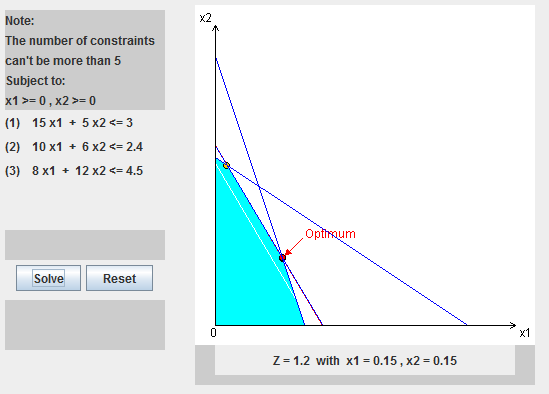 Note:
The number of constraints
can't be more than 5
Subject to:
x1 >= 0 , x2 >= 0
(1) 15 x1 + 5 x2 <= 3
(2) 10 x1 + 6 x2 <= 2.4
(3) 8 x1 + 12 x2 <= 4.5
Solve Reset
x2
Optimum
0 x1
Z = 1.2 with x1 = 0.15 , x2 = 0.15